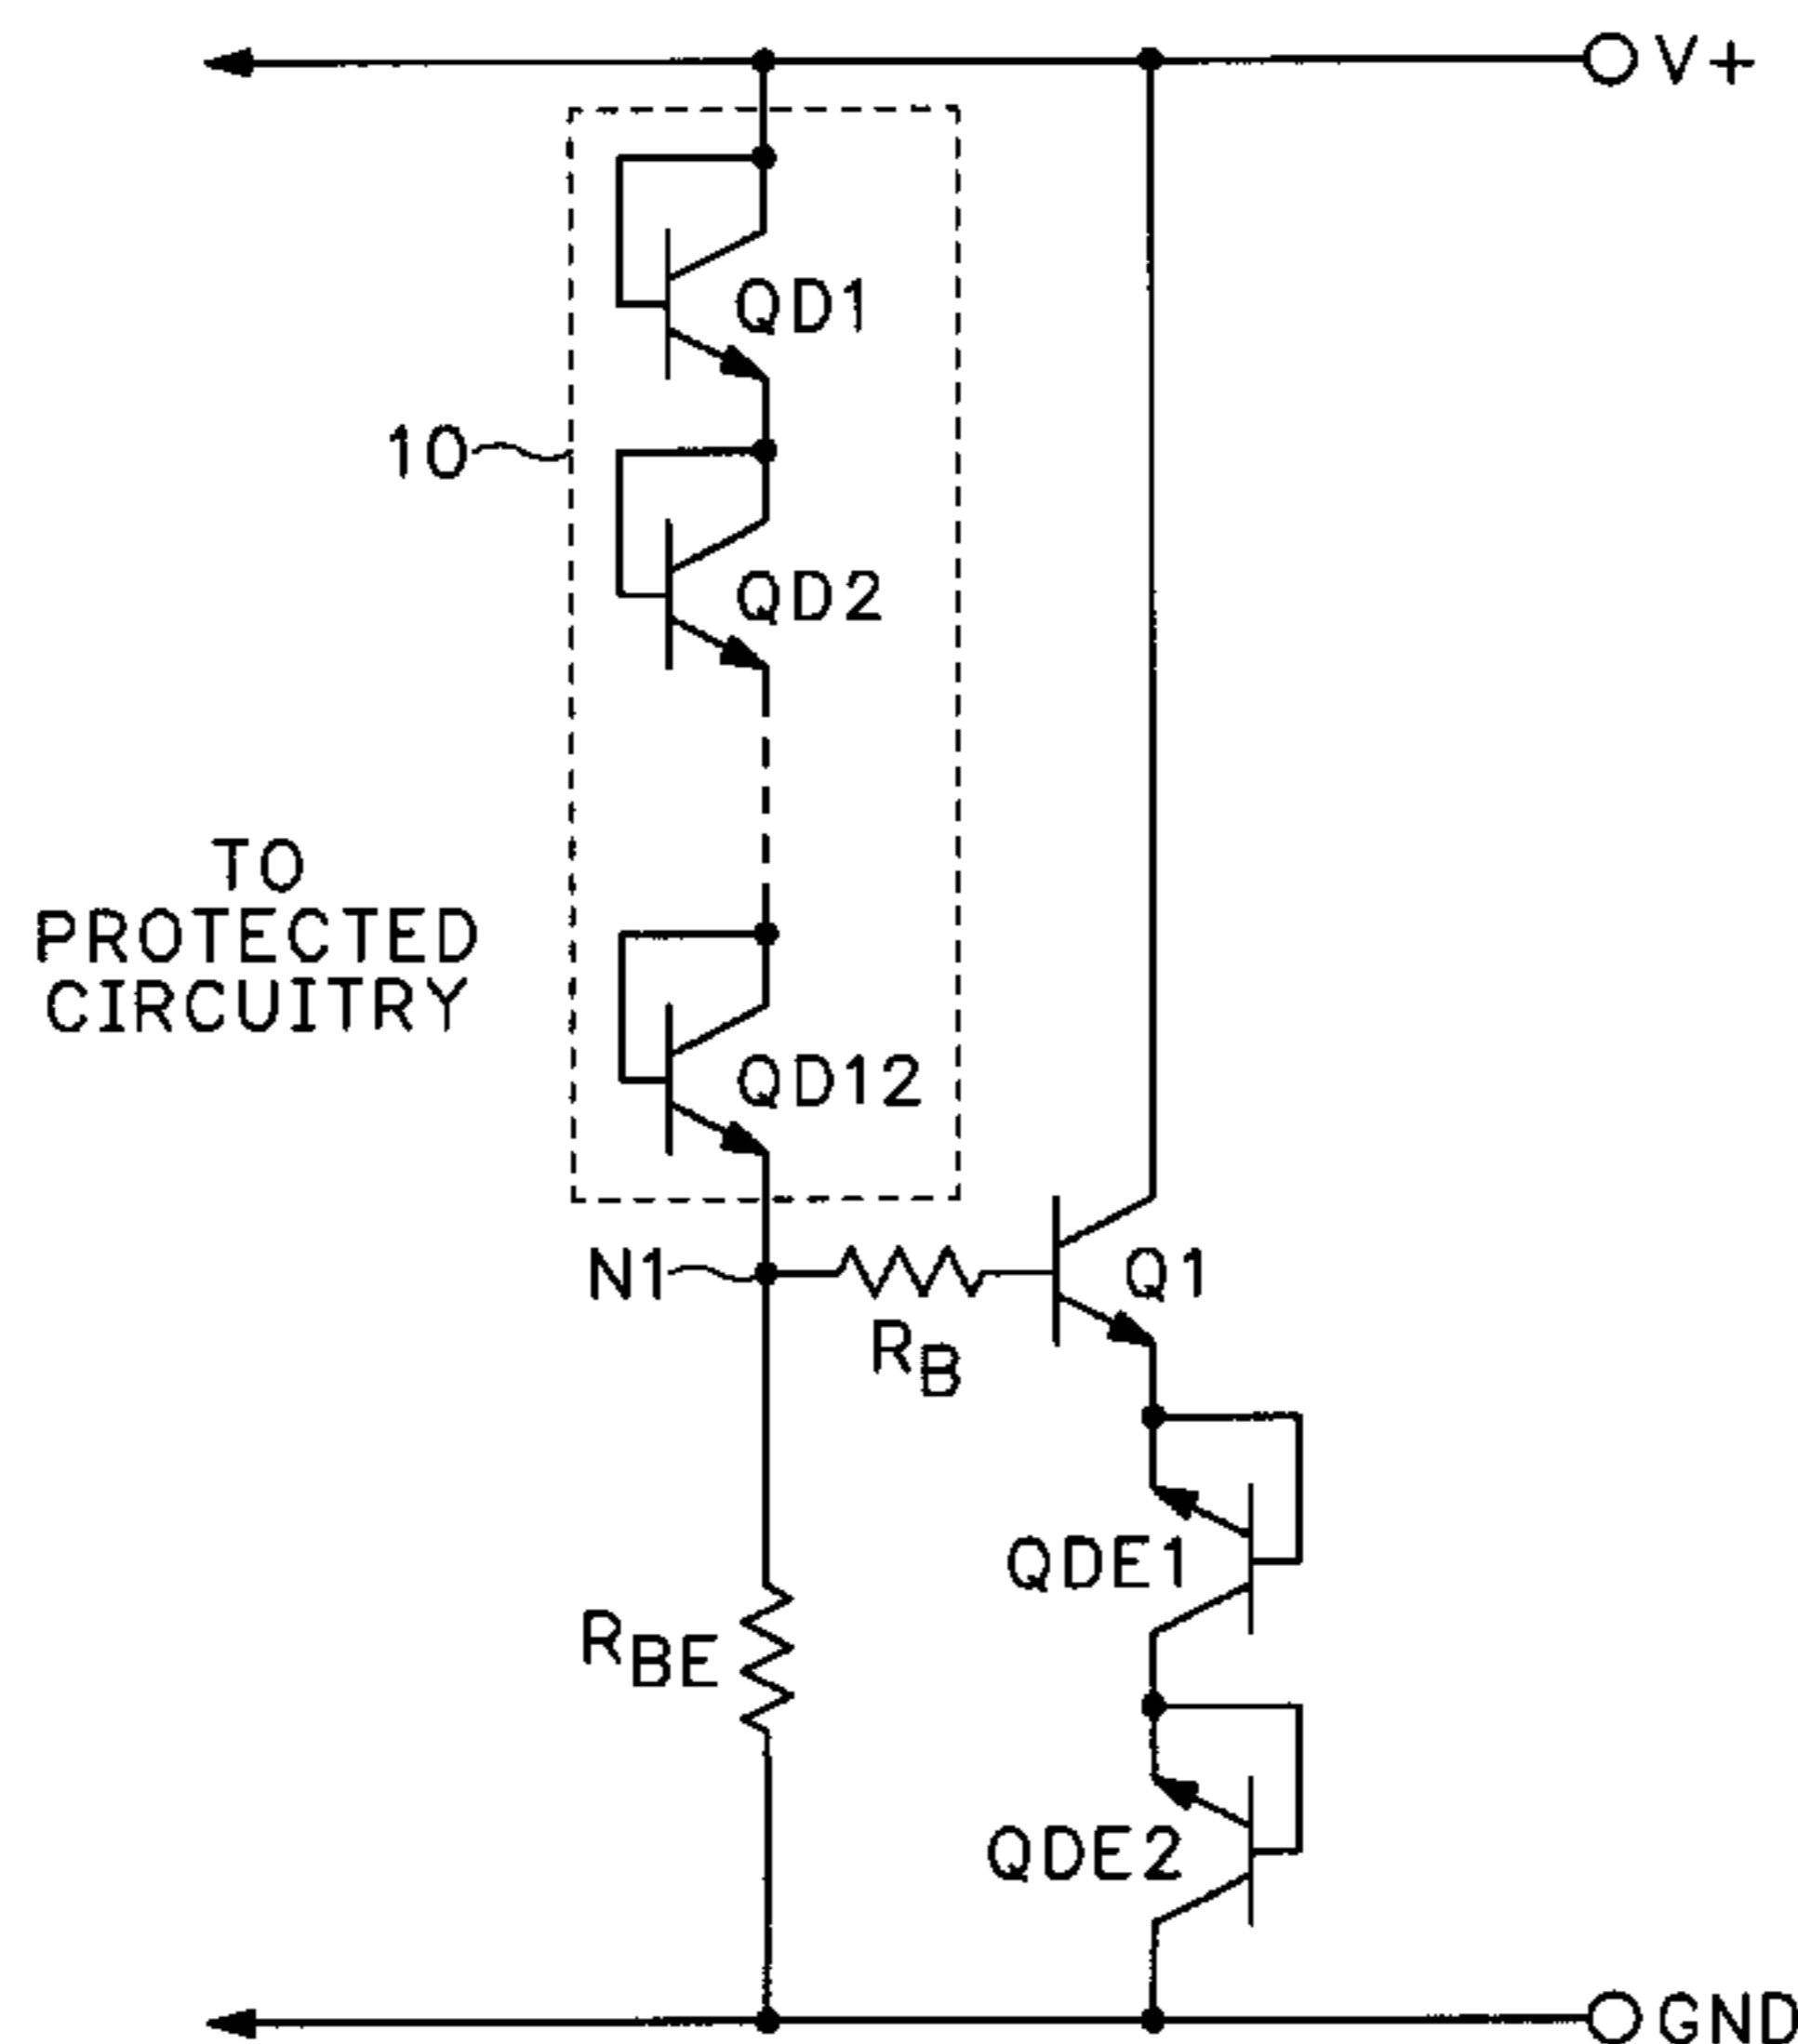 V+
QD1
10
QD2
TO
PROTECTED
CIRCUITRY
QD12
N1
RB
Q1
QDE1
RBE
QDE2
GND